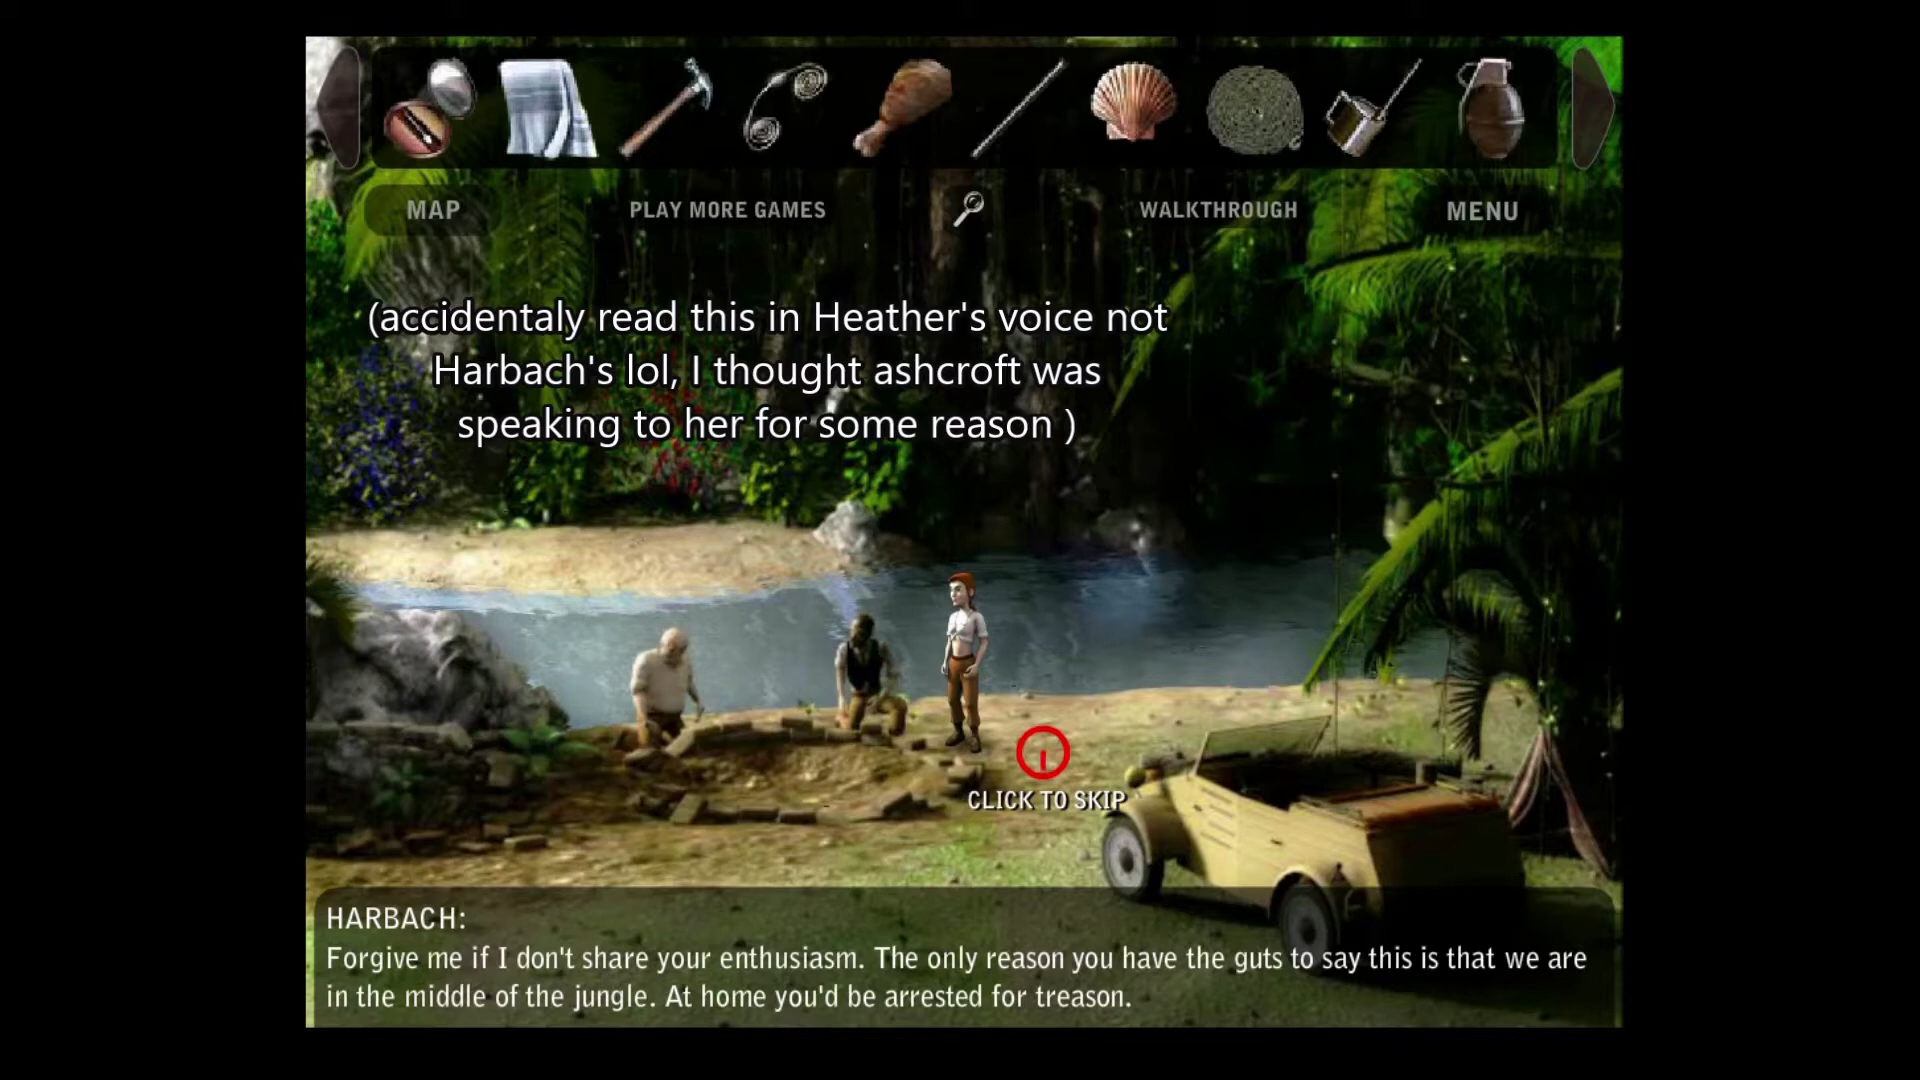 MAP
PLAY MORE GAMES
WALKTHROUGH
MENU
(accidentaly read this in Heather's voice not
Harbach's lol, I thought ashcroft was
speaking to her for some reason )
CLICK TO SKIP
HARBACH:
Forgive me if I don't share your enthusiasm. The only reason you have the guts to say this is that we are
in the middle of the jungle. At home you'd be arrested for treason.